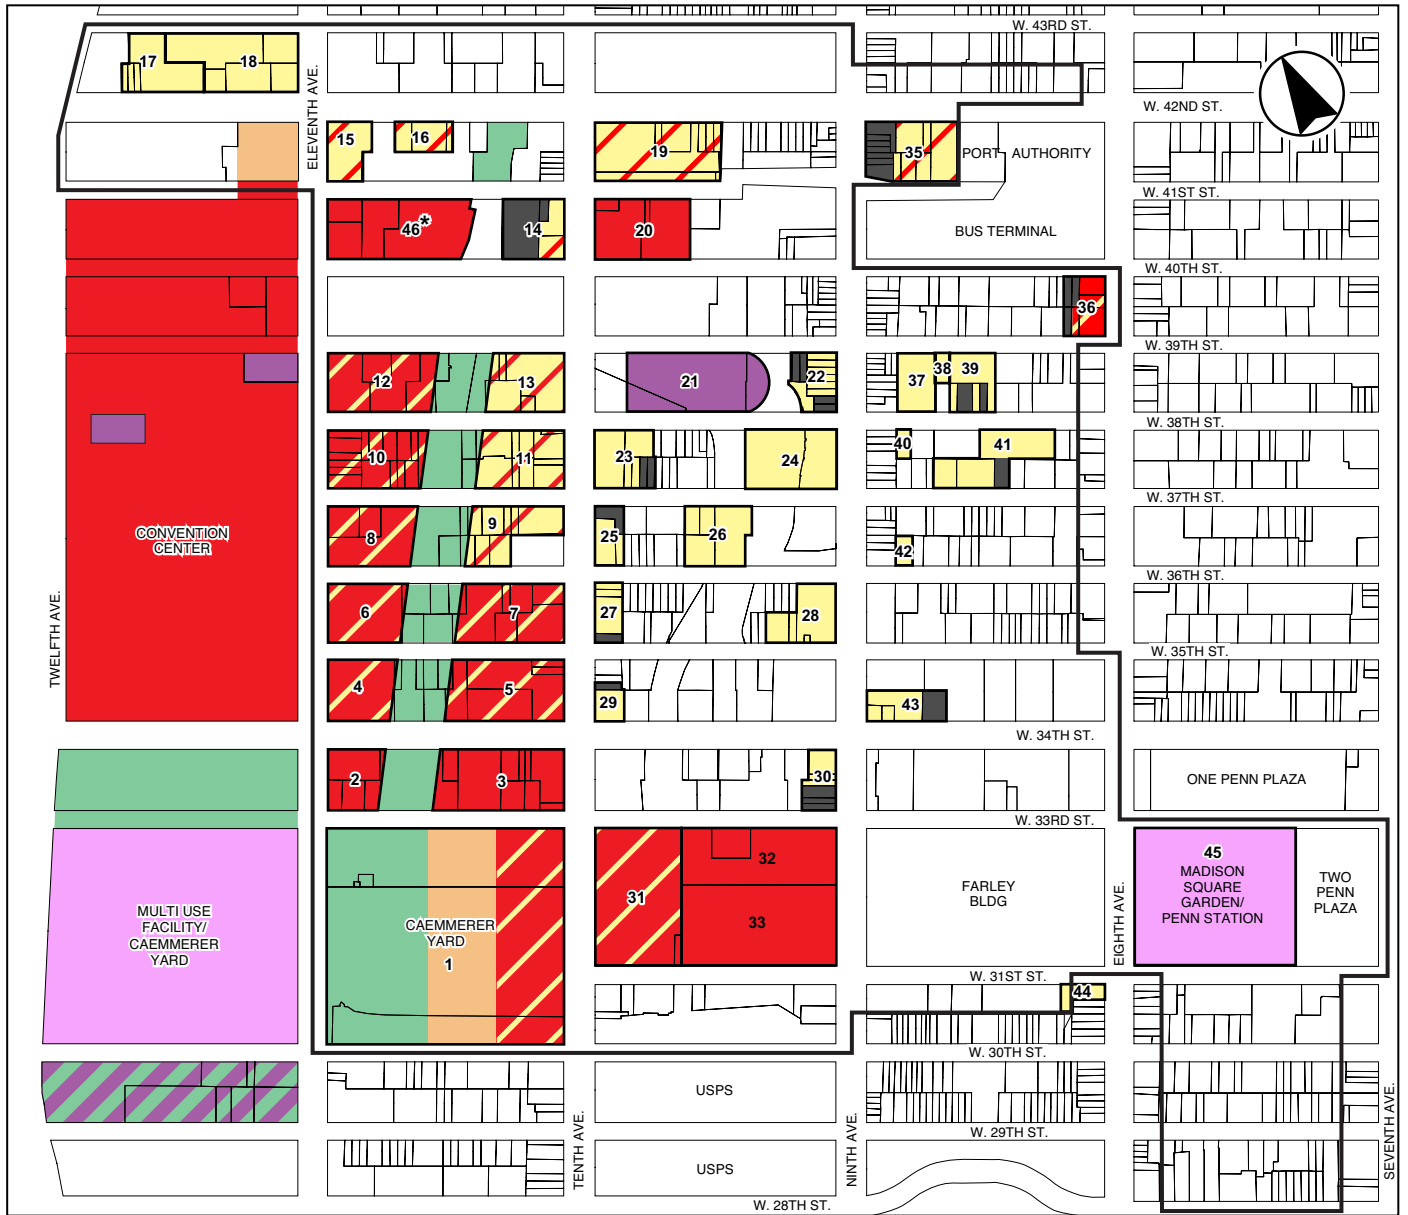 W. 43RD ST.
17
18
ELEVENTH AVE.
W. 42ND ST.
15
16
19
35
PORT AUTHORITY
W. 41ST ST.
46*
14
20
BUS TERMINAL
W. 40TH ST.
36
W. 39TH ST.
12
13
21
22
37
38
39
W. 38TH ST.
10
11
23
24
40
41
W. 37TH ST.
CONVENTION
CENTER
8
9
25
26
42
W. 36TH ST.
TWELFTH AVE.
6
7
27
28
W. 35TH ST.
4
5
29
43
W. 34TH ST.
2
3
30
ONE PENN PLAZA
W. 33RD ST.
MULTI USE
FACILITY/
CAEMMERER
YARD
CAEMMERER
YARD
1
31
32
33
FARLEY
BLDG
EIGHTH AVE.
45
MADISON
SQUARE
GARDEN/
PENN STATION
TWO
PENN
PLAZA
W. 31ST ST.
44
W. 30TH ST.
USPS
TENTH AVE.
NINTH AVE.
W. 29TH ST.
SEVENTH AVE.
USPS
W. 28TH ST.